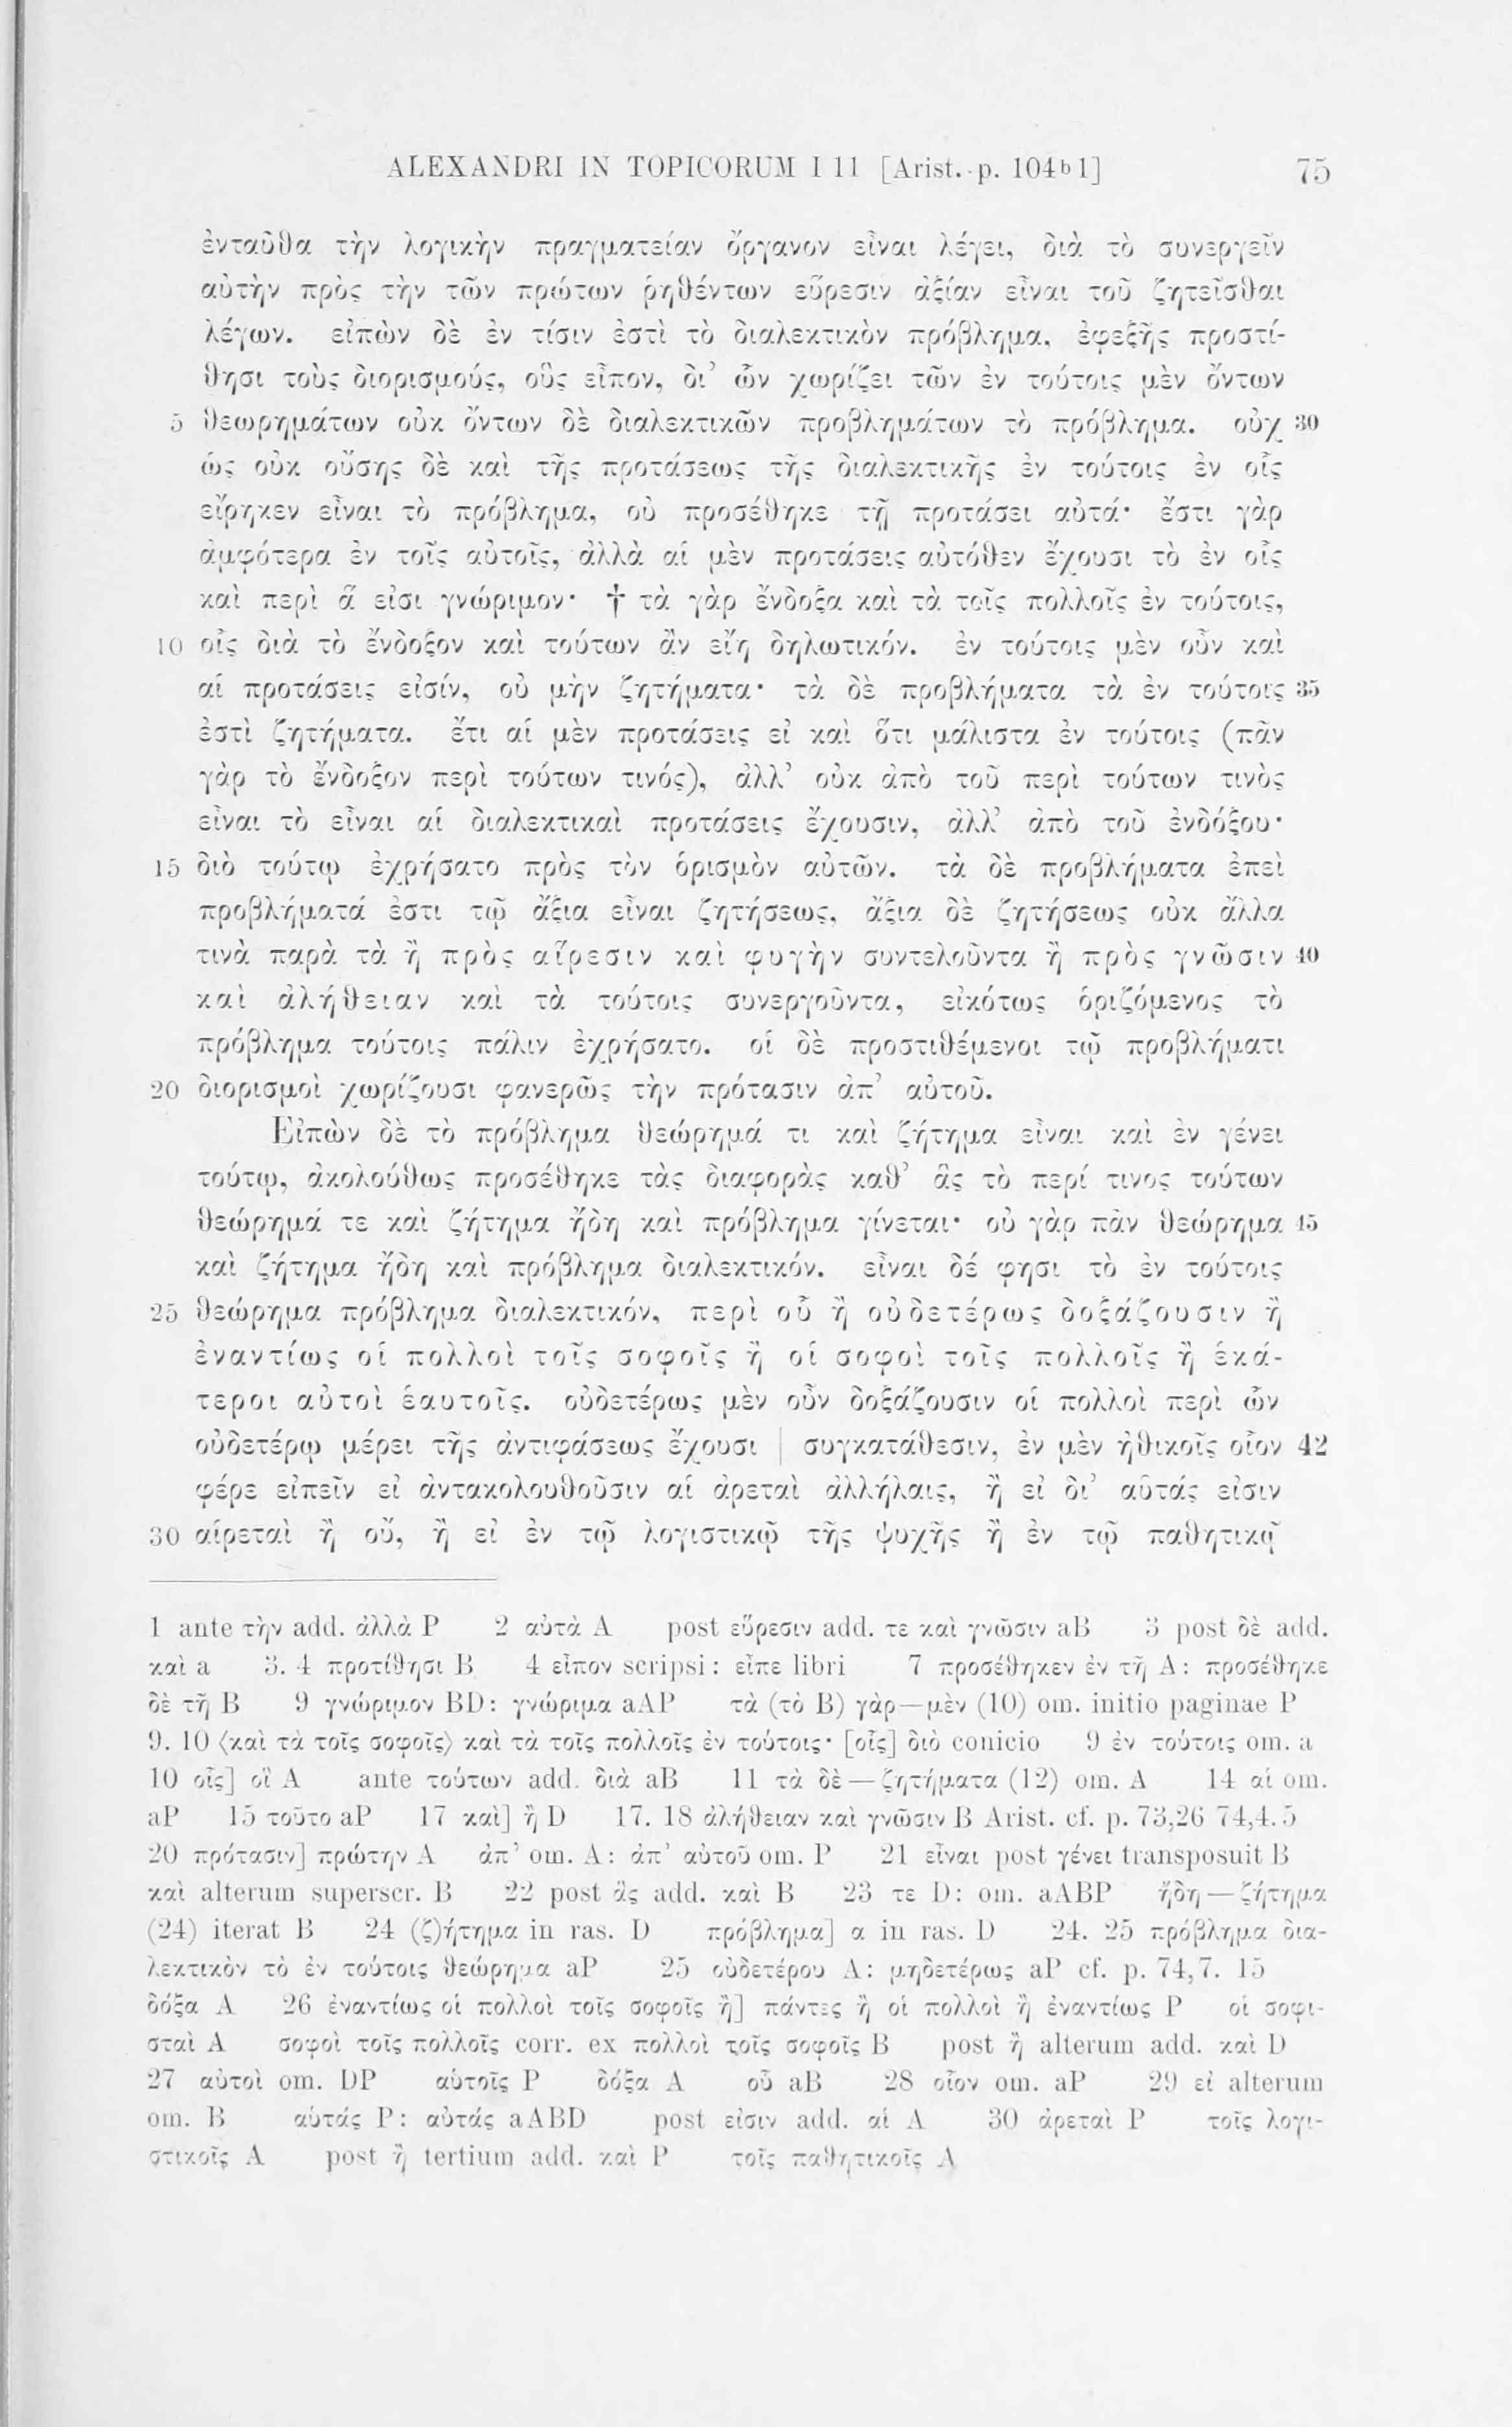 ALEXANDRI IN TOPICORUM I 11 [Arist. p. 104b1] 75
ἐνταῦθα τὴν λογικὴν πραγματείαν ὄργανον εἶναι λέγει, διὰ τὸ συνεργεῖν
αὐτὴν πρὸς τὴν τῶν πρώτων ῥηθέντων εὕρεσιν ἀξίαν εἶναι τοῦ ζητεῖσθαι
λέγων. εἰπὼν δὲ ἐν τίσιν ἐστὶ τὸ διαλεκτικὸν πρόβλημα, ἐφεξῆς προστί-
θησι τοὺς διορισμούς, οὓς εἶπον, δι' ὧν χωρίζει τῶν ἐν τούτοις μὲν ὄντων
5 θεωρημάτων οὐκ ὄντων δὲ διαλεκτικῶν προβλημάτων τὸ πρόβλημα. οὐχ 30
ὡς οὐκ οὔσης δὲ καὶ τῆς προτάσεως τῆς διαλεκτικῆς ἐν τούτοις ἐν οἷς
εἴρηκεν εἶναι τὸ πρόβλημα, οὐ προσέθηκε τῇ προτάσει αὐτά· ἔστι γὰρ
ἀμφότερα ἐν τοῖς αὐτοῖς, ἀλλὰ αἱ μὲν προτάσεις αὐτόθεν ἔχουσι τὸ ἐν οἷς
καὶ περὶ ἅ εἰσι γνώριμον· † τὰ γὰρ ἔνδοξα καὶ τὰ τοῖς πολλοῖς ἐν τούτοις,
10 οἷς διὰ τὸ ἔνδοξον καὶ τούτων ἂν εἴη δηλωτικόν. ἐν τούτοις μὲν οὖν καὶ
αἱ προτάσεις εἰσίν, οὐ μὴν ζητήματα· τὰ δὲ προβλήματα τὰ ἐν τούτοις 35
ἐστὶ ζητήματα. ἔτι αἱ μὲν προτάσεις εἰ καὶ ὅτι μάλιστα ἐν τούτοις (πᾶν
γὰρ τὸ ἔνδοξον περὶ τούτων τινός), ἀλλ' οὐκ ἀπὸ τοῦ περὶ τούτων τινὸς
εἶναι τὸ εἶναι αἱ διαλεκτικαὶ προτάσεις ἔχουσιν, ἀλλ' ἀπὸ τοῦ ἐνδόξου·
15 διὸ τούτῳ ἐχρήσατο πρὸς τὸν ὁρισμὸν αὐτῶν. τὰ δὲ προβλήματα ἐπεὶ
προβλήματά ἐστι τῷ ἄξια εἶναι ζητήσεως, ἄξια δὲ ζητήσεως οὐκ ἄλλα
τινὰ παρὰ τὰ ἢ πρὸς αἵρεσιν καὶ φυγὴν συντελοῦντα ἢ πρὸς γνῶσιν 40
καὶ ἀλήθειαν καὶ τὰ τούτοις συνεργοῦντα, εἰκότως ὁριζόμενος τὸ
πρόβλημα τούτοις πάλιν ἐχρήσατο. οἱ δὲ προστιθέμενοι τῷ προβλήματι
20 διορισμοὶ χωρίζουσι φανερῶς τὴν πρότασιν ἀπ' αὐτοῦ.
Εἰπὼν δὲ τὸ πρόβλημα θεώρημά τι καὶ ζήτημα εἶναι καὶ ἐν γένει
τούτῳ, ἀκολούθως προσέθηκε τὰς διαφορὰς καθ' ἃς τὸ περί τινος τούτων
θεώρημά τε καὶ ζήτημα ἤδη καὶ πρόβλημα γίνεται· οὐ γὰρ πᾶν θεώρημα 45
καὶ ζήτημα ἤδη καὶ πρόβλημα διαλεκτικόν. εἶναι δέ φησι τὸ ἐν τούτοις
25 θεώρημα πρόβλημα διαλεκτικόν, περὶ οὗ ἢ οὐδετέρως δοξάζουσιν ἢ
ἐναντίως οἱ πολλοὶ τοῖς σοφοῖς ἢ οἱ σοφοὶ τοῖς πολλοῖς ἢ ἑκά-
τεροι αὐτοὶ ἑαυτοῖς. οὐδετέρως μὲν οὖν δοξάζουσιν οἱ πολλοὶ περὶ ὧν
οὐδετέρῳ μέρει τῆς ἀντιφάσεως ἔχουσι | συγκατάθεσιν, ἐν μὲν ἠθικοῖς οἷον 42
φέρε εἰπεῖν εἰ ἀντακολουθοῦσιν αἱ ἀρεταὶ ἀλλήλαις, ἢ εἰ δι' αὑτάς εἰσιν
30 αἱρεταὶ ἢ οὔ, ἢ εἰ ἐν τῷ λογιστικῷ τῆς ψυχῆς ἢ ἐν τῷ παθητικῷ
1 ante τὴν add. ἀλλὰ P 2 αὐτὰ A post εὕρεσιν add. τε καὶ γνῶσιν aB 3 post δὲ add.
καὶ a 3. 4 προτίθησι B 4 εἶπον scripsi: εἶπε libri 7 προσέθηκεν ἐν τῇ A: προσέθηκε
δὲ τῇ B 9 γνώριμον BD: γνώριμα aAP τὰ (τὸ B) γὰρ—μὲν (10) om. initio paginae P
9. 10 ⟨καὶ τὰ τοῖς σοφοῖς⟩ καὶ τὰ τοῖς πολλοῖς ἐν τούτοις· [οἷς] διὸ conicio 9 ἐν τούτοις om. a
10 οἷς] οἵ A ante τούτων add. διὰ aB 11 τὰ δὲ—ζητήματα (12) om. A 14 αἱ om.
aP 15 τοῦτο aP 17 καὶ] ἢ D 17. 18 ἀλήθειαν καὶ γνῶσιν B Arist. cf. p. 73,26 74,4.5
20 πρότασιν] πρώτην A ἀπ' om. A: ἀπ' αὐτοῦ om. P 21 εἶναι post γένει transposuit B
καὶ alterum superscr. B 22 post ἃς add. καὶ B 23 τε D: om. aABP ἤδη—ζήτημα
(24) iterat B 24 (ζ)ήτημα in ras. D πρόβλημα] α in ras. D 24. 25 πρόβλημα δια-
λεκτικὸν τὸ ἐν τούτοις θεώρημα aP 25 οὐδετέρου A: μηδετέρως aP cf. p. 74,7. 15
δόξα A 26 ἐναντίως οἱ πολλοὶ τοῖς σοφοῖς ἢ] πάντες ἢ οἱ πολλοὶ ἢ ἐναντίως P οἱ σοφι-
σταὶ A σοφοὶ τοῖς πολλοῖς corr. ex πολλοὶ τοῖς σοφοῖς B post ἢ alterum add. καὶ D
27 αὐτοὶ om. DP αὑτοῖς P δόξα A οὗ aB 28 οἷον om. aP 29 εἰ alterum
om. B αὑτάς P: αὐτάς aABD post εἰσιν add. αἱ A 30 ἀρεταὶ P τοῖς λογι-
στικοῖς A post ἢ tertium add. καὶ P τοῖς παθητικοῖς A